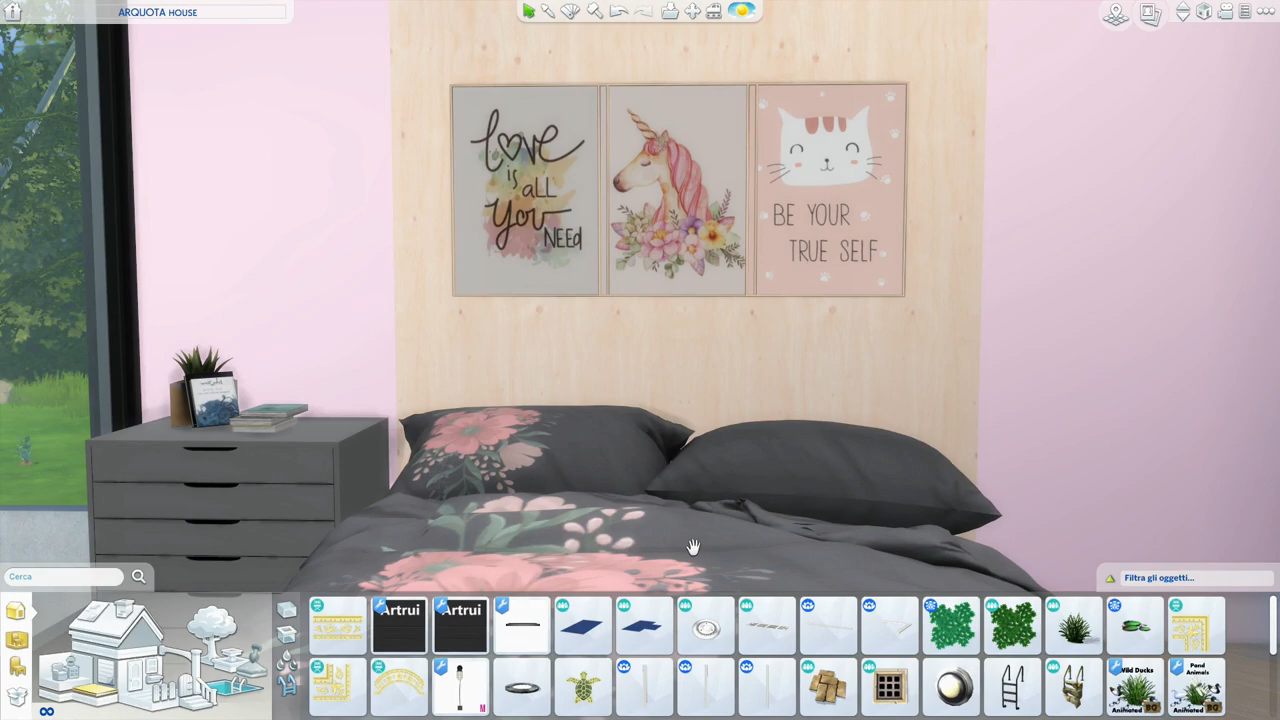 ARQUOTA HOUSE
love
is all
you
NEEd
BE YOUR
TRUE SELF
Cerca
Filtra gli oggetti...
Artrui
Artrui
M
Wild Ducks
Animated
Pond
Animals
Animated